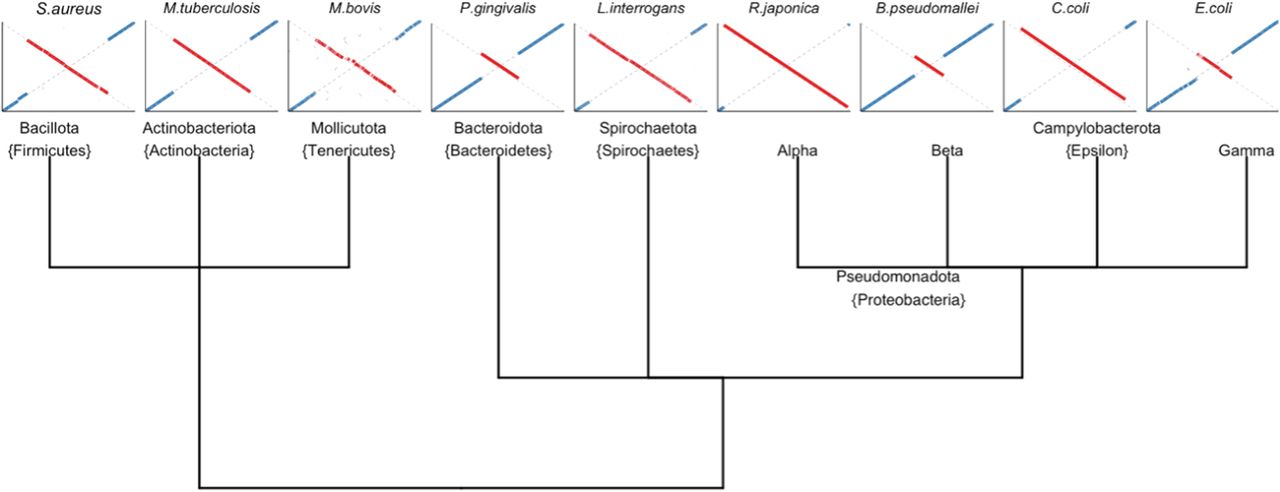 S.aureus M.tuberculosis M.bovis P.gingivalis L.interrogans R.japonica B.pseudomallei C.coli E.coli
Bacillota Actinobacteriota Mollicutota Bacteroidota Spirochaetota Campylobacterota
{Firmicutes} {Actinobacteria} {Tenericutes} {Bacteroidetes} {Spirochaetes} Alpha Beta {Epsilon} Gamma
Pseudomonadota
{Proteobacteria}